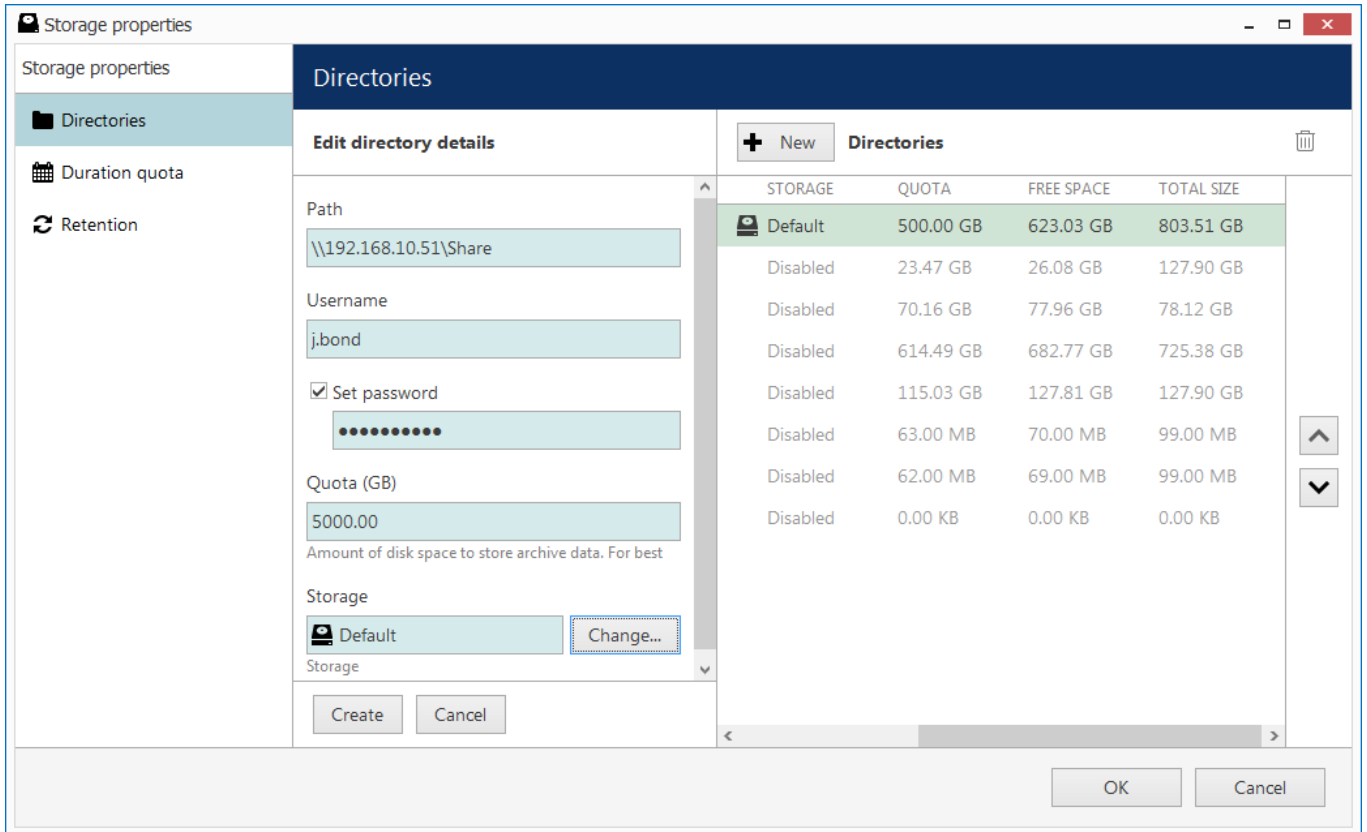 Storage properties
Storage properties
Directories
Duration quota
Retention
Directories
Edit directory details
Path
\\192.168.10.51\Share
Username
j.bond
Set password
●●●●●●●●●●
Quota (GB)
5000.00
Amount of disk space to store archive data. For best
Storage
Default Change...
Storage
Create Cancel
New Directories
STORAGE QUOTA FREE SPACE TOTAL SIZE
Default 500.00 GB 623.03 GB 803.51 GB
Disabled 23.47 GB 26.08 GB 127.90 GB
Disabled 70.16 GB 77.96 GB 78.12 GB
Disabled 614.49 GB 682.77 GB 725.38 GB
Disabled 115.03 GB 127.81 GB 127.90 GB
Disabled 63.00 MB 70.00 MB 99.00 MB
Disabled 62.00 MB 69.00 MB 99.00 MB
Disabled 0.00 KB 0.00 KB 0.00 KB
OK Cancel